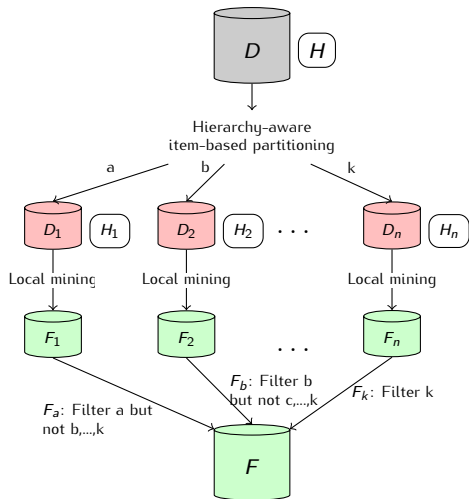 D H
Hierarchy-aware
item-based partitioning
a b k
D1 H1 D2 H2 . . . Dn Hn
Local mining Local mining Local mining
F1 F2 . . . Fn
Fa: Filter a but
not b,...,k
Fb: Filter b
but not c,...,k
Fk: Filter k
F